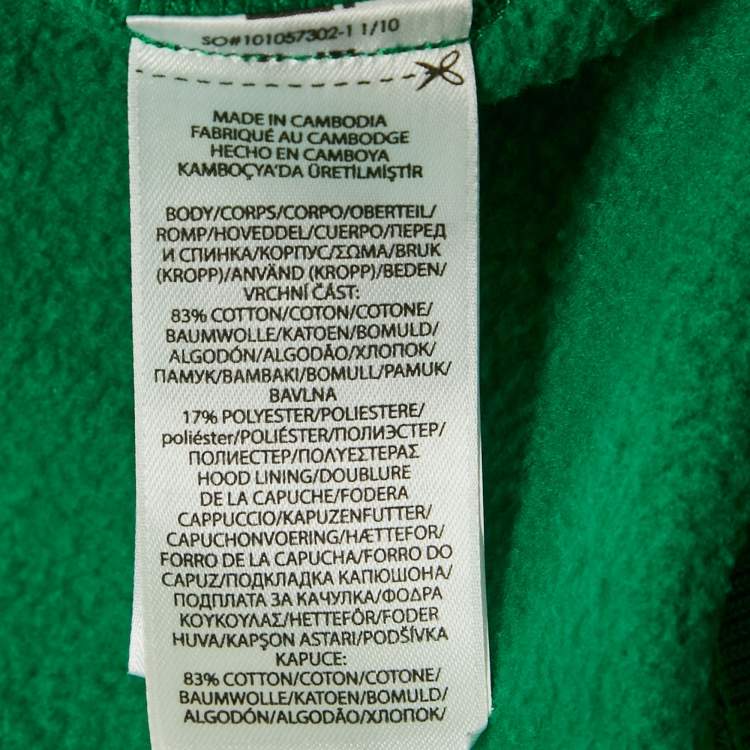 SO#101057302-1 1/10
MADE IN CAMBODIA
FABRIQUÉ AU CAMBODGE
HECHO EN CAMBOYA
KAMBOÇYA'DA ÜRETİLMİŞTİR
BODY/CORPS/CORPO/OBERTEIL/
ROMP/HOVEDDEL/CUERPO/ПЕРЕД
И СПИНКА/КОРПУС/ΣΩΜΑ/BRUK
(KROPP)/ANVÄND (KROPP)/BEDEN/
VRCHNÍ ČÁST:
83% COTTON/COTON/COTONE/
BAUMWOLLE/KATOEN/BOMULD/
ALGODÓN/ALGODÃO/ХЛОПОК/
ПАМУК/ΒΑΜΒΑΚΙ/BOMULL/PAMUK/
BAVLNA
17% POLYESTER/POLIESTERE/
poliéster/POLIÉSTER/ПОЛИЭСТЕР/
ПОЛИЕСТЕР/ΠΟΛΥΕΣΤΕΡΑΣ
HOOD LINING/DOUBLURE
DE LA CAPUCHE/FODERA
CAPPUCCIO/KAPUZENFUTTER/
CAPUCHONVOERING/HÆTTEFOR/
FORRO DE LA CAPUCHA/FORRO DO
CAPUZ/ПОДКЛАДКА КАПЮШОНА/
ПОДПЛАТА ЗА КАЧУЛКА/ΦΟΔΡΑ
ΚΟΥΚΟΥΛΑΣ/HETTEFÔR/FODER
HUVA/KAPŞON ASTARI/PODŠÍVKA
KAPUCE:
83% COTTON/COTON/COTONE/
BAUMWOLLE/KATOEN/BOMULD/
ALGODÓN/ALGODÃO/ХЛОПОК/